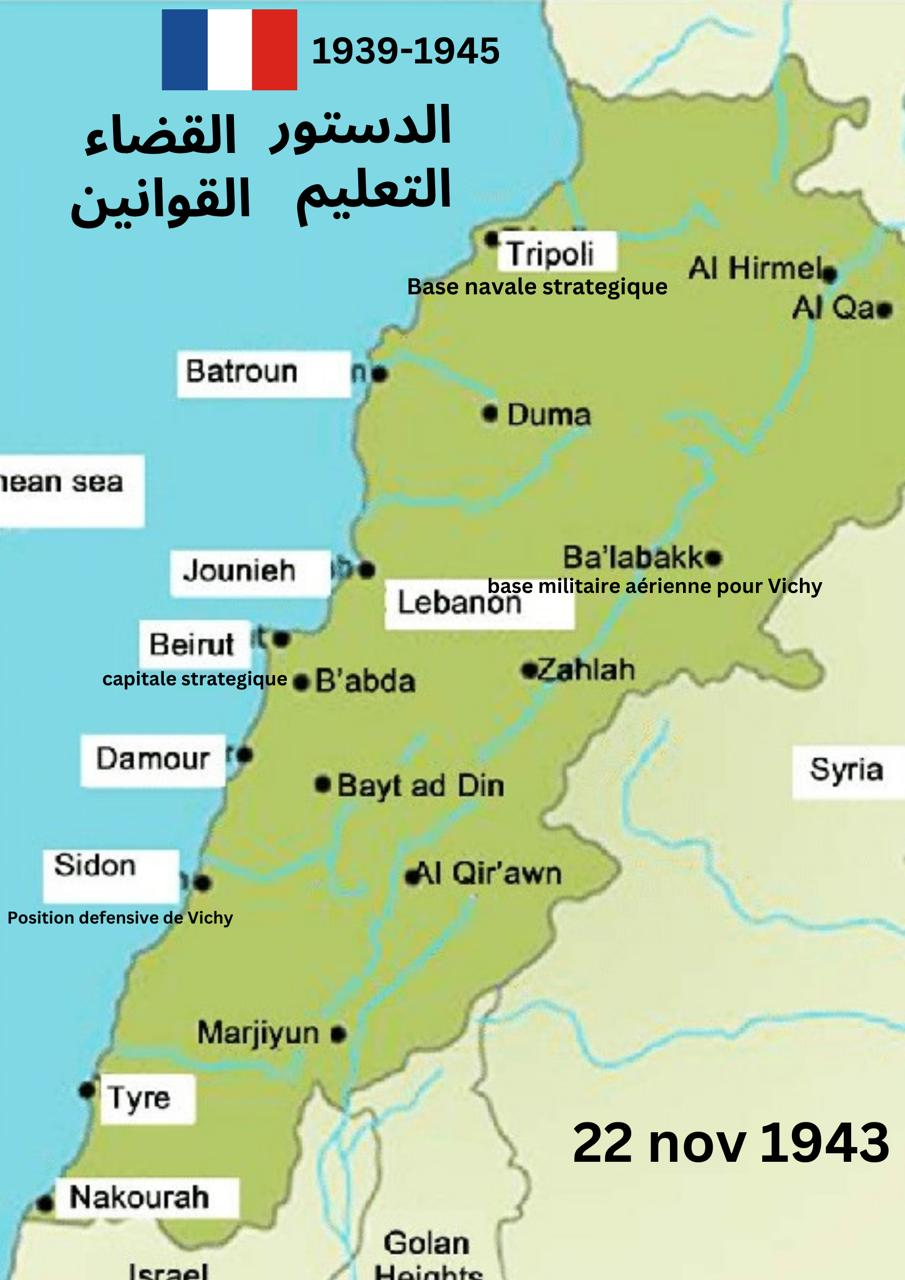 1939-1945
الدستور القضاء
التعليم القوانين
Tripoli
Base navale strategique
Al Hirmel
Al Qa
Batroun
Duma
nean sea
Jounieh
Ba'labakk
base militaire aérienne pour Vichy
Lebanon
Beirut
capitale strategique
B'abda
Zahlah
Damour
Bayt ad Din
Syria
Sidon
Al Qir'awn
Position defensive de Vichy
Marjiyun
Tyre
22 nov 1943
Nakourah
Golan
Heights
Israel